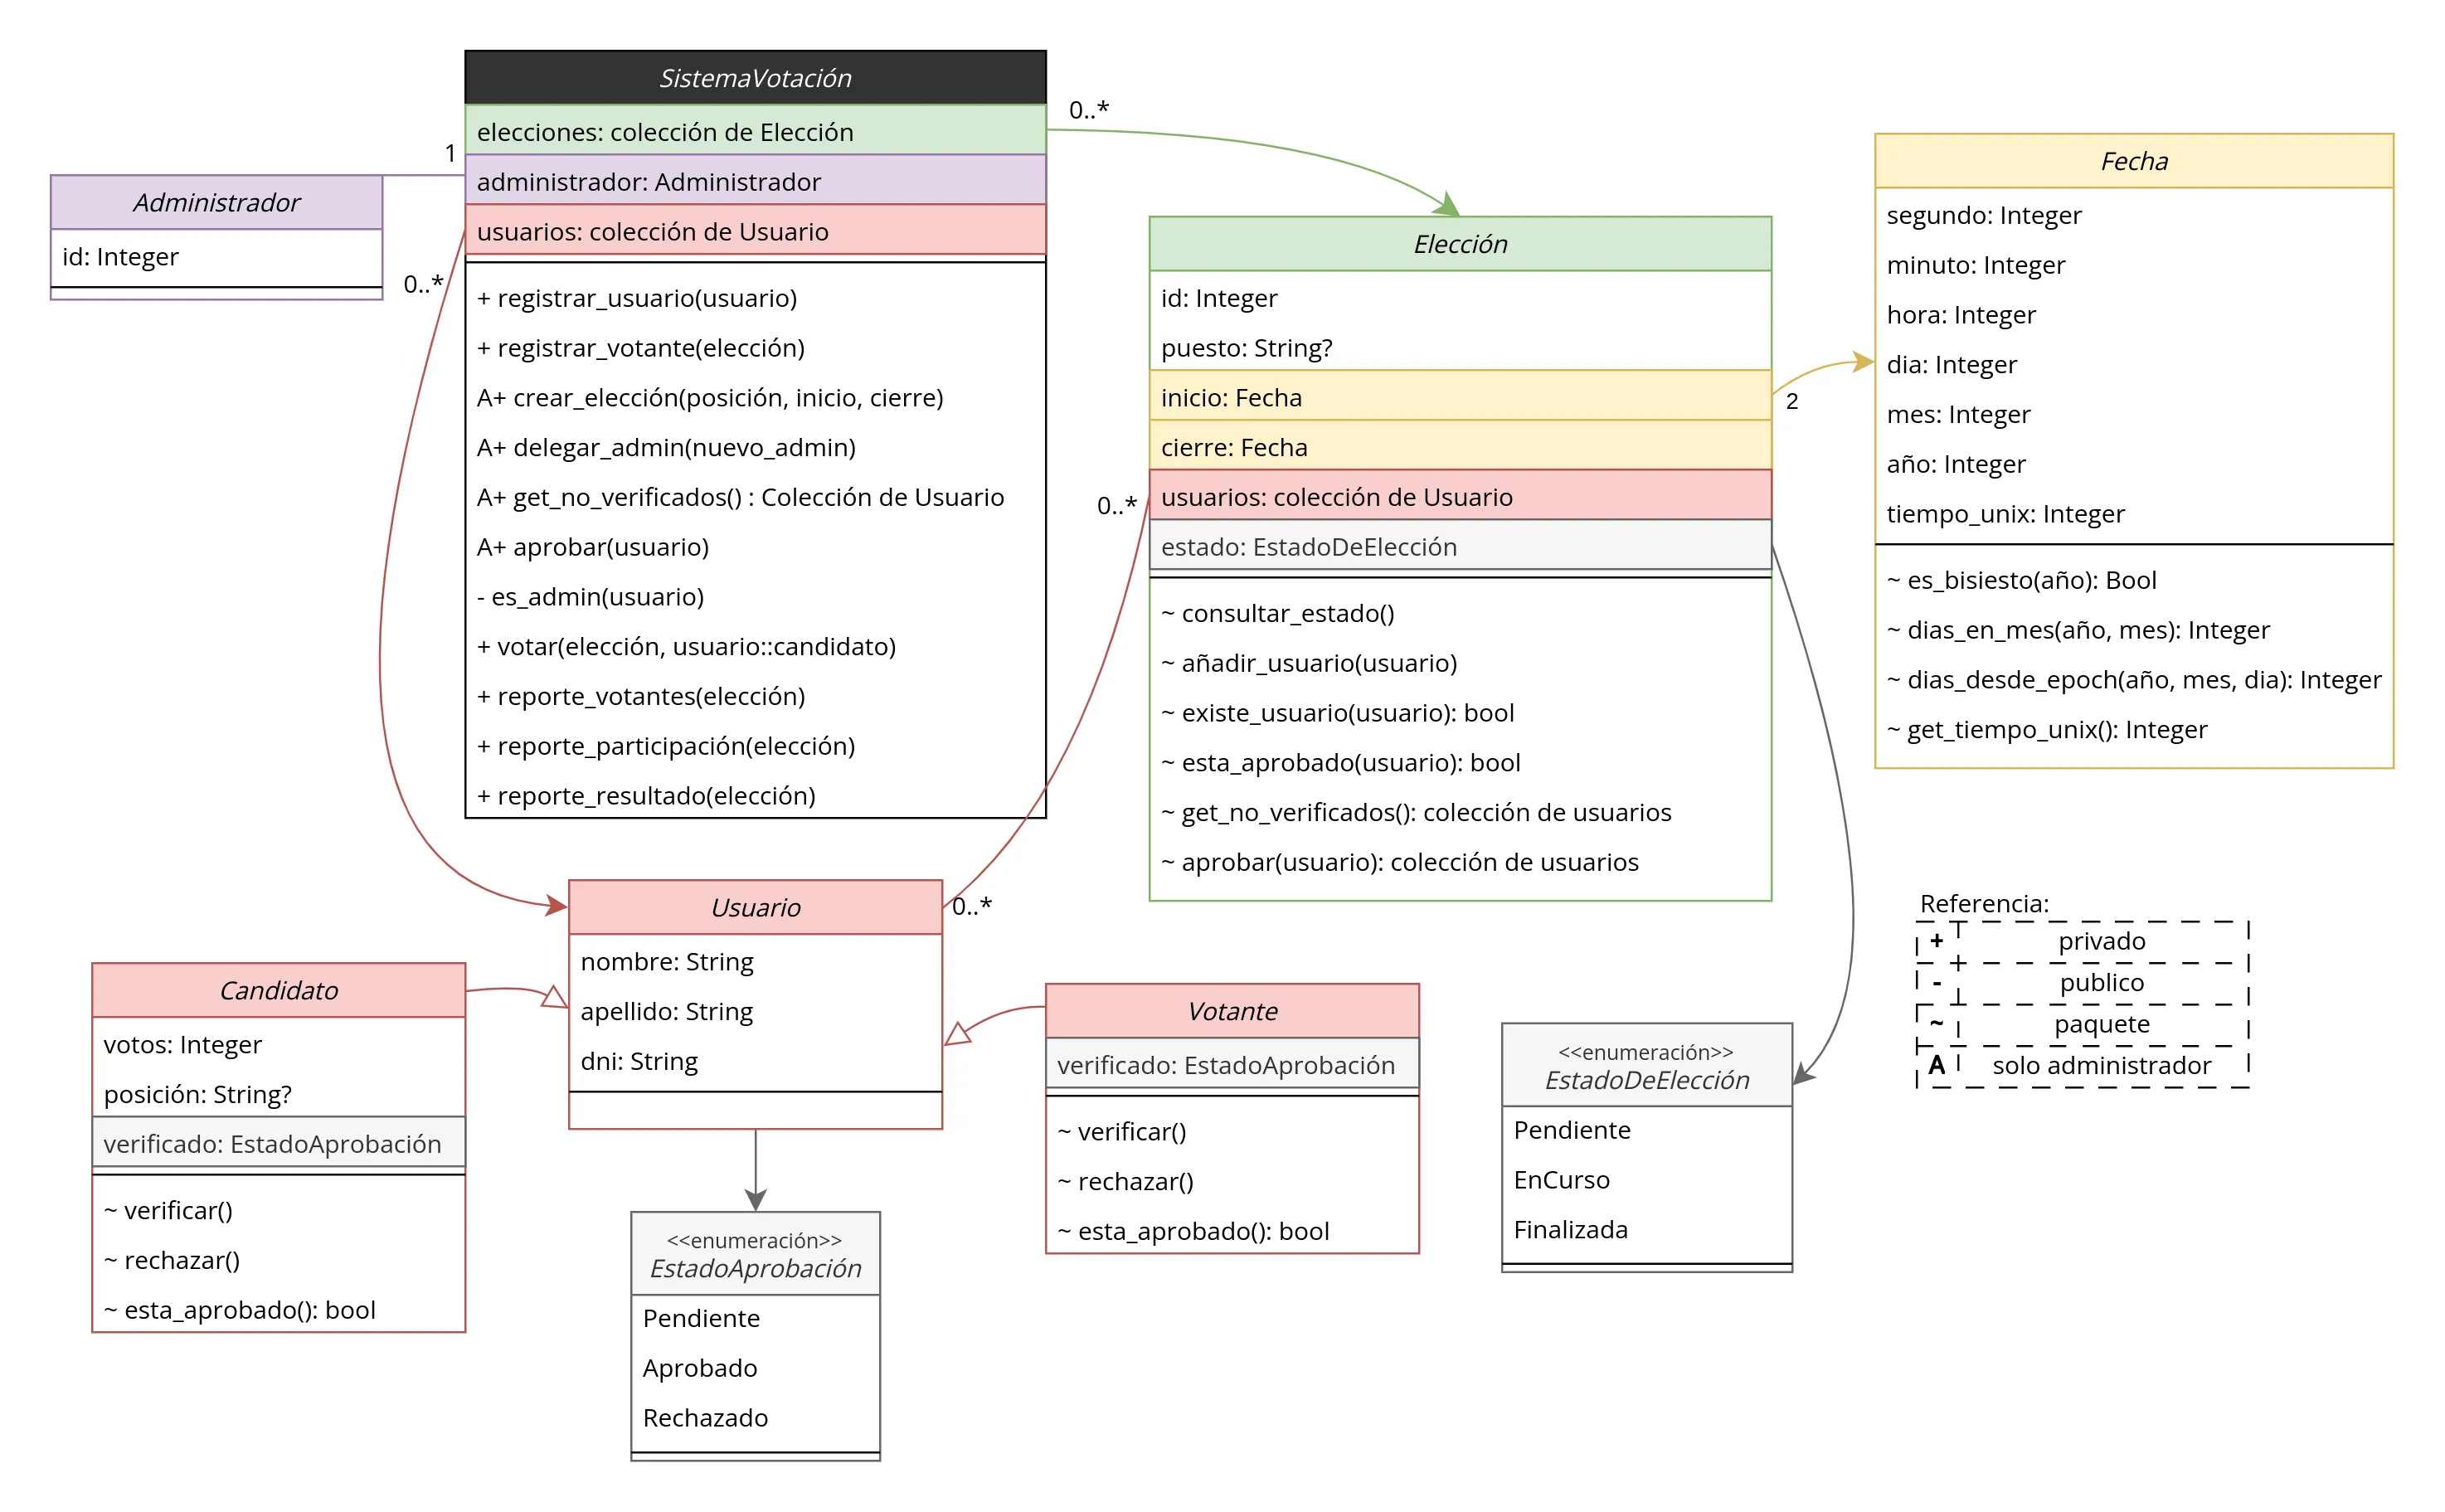 SistemaVotación
elecciones: colección de Elección
administrador: Administrador
usuarios: colección de Usuario
+ registrar_usuario(usuario)
+ registrar_votante(elección)
A+ crear_elección(posición, inicio, cierre)
A+ delegar_admin(nuevo_admin)
A+ get_no_verificados() : Colección de Usuario
A+ aprobar(usuario)
- es_admin(usuario)
+ votar(elección, usuario::candidato)
+ reporte_votantes(elección)
+ reporte_participación(elección)
+ reporte_resultado(elección)
0..*
1
0..*
Administrador
id: Integer
Elección
id: Integer
puesto: String?
inicio: Fecha
cierre: Fecha
usuarios: colección de Usuario
estado: EstadoDeElección
~ consultar_estado()
~ añadir_usuario(usuario)
~ existe_usuario(usuario): bool
~ esta_aprobado(usuario): bool
~ get_no_verificados(): colección de usuarios
~ aprobar(usuario): colección de usuarios
2
0..*
Fecha
segundo: Integer
minuto: Integer
hora: Integer
dia: Integer
mes: Integer
año: Integer
tiempo_unix: Integer
~ es_bisiesto(año): Bool
~ dias_en_mes(año, mes): Integer
~ dias_desde_epoch(año, mes, dia): Integer
~ get_tiempo_unix(): Integer
Usuario
0..*
nombre: String
apellido: String
dni: String
Candidato
votos: Integer
posición: String?
verificado: EstadoAprobación
~ verificar()
~ rechazar()
~ esta_aprobado(): bool
Votante
verificado: EstadoAprobación
~ verificar()
~ rechazar()
~ esta_aprobado(): bool
<<enumeración>>
EstadoAprobación
Pendiente
Aprobado
Rechazado
<<enumeración>>
EstadoDeElección
Pendiente
EnCurso
Finalizada
Referencia:
+ privado
- publico
~ paquete
A solo administrador